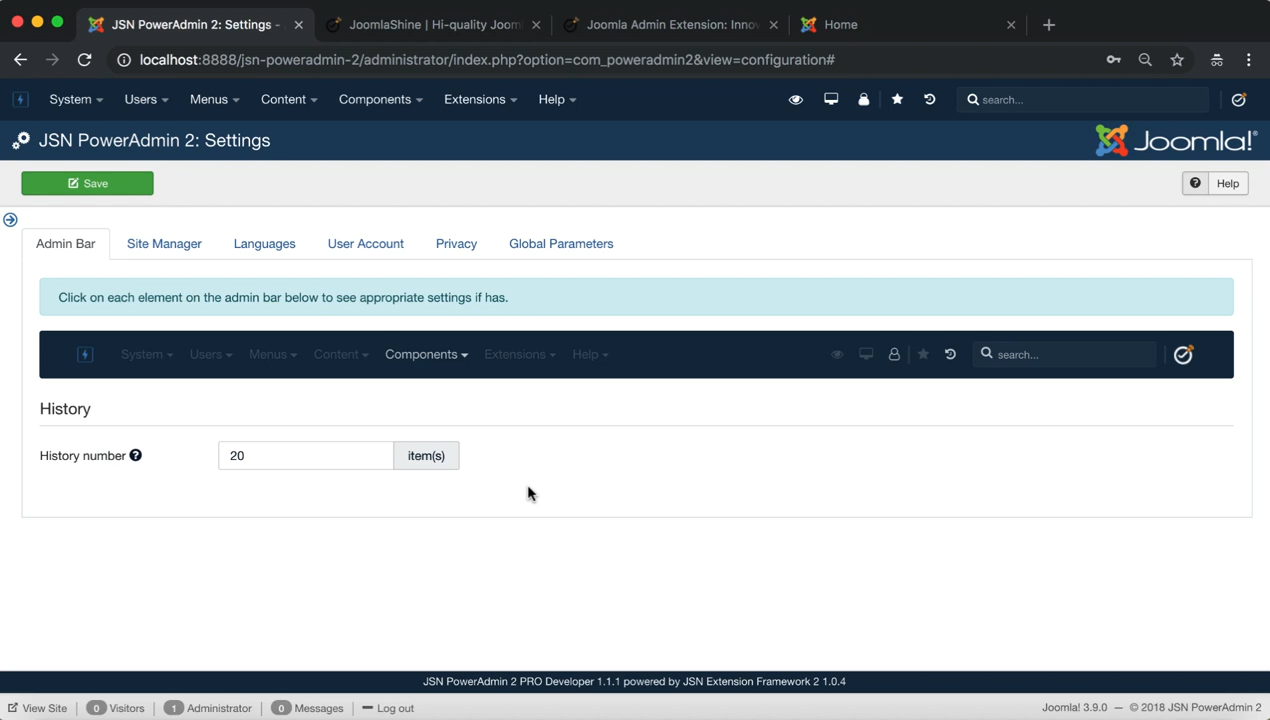 JSN PowerAdmin 2: Settings -
JoomlaShine | Hi-quality Joom
Joomla Admin Extension: Innov
Home
localhost:8888/jsn-poweradmin-2/administrator/index.php?option=com_poweradmin2&view=configuration#
System Users Menus Content Components Extensions Help search...
JSN PowerAdmin 2: Settings
Joomla!®
Save
? Help
Admin Bar Site Manager Languages User Account Privacy Global Parameters
Click on each element on the admin bar below to see appropriate settings if has.
System Users Menus Content Components Extensions Help search...
History
History number ? 20 item(s)
JSN PowerAdmin 2 PRO Developer 1.1.1 powered by JSN Extension Framework 2 1.0.4
View Site 0 Visitors 1 Administrator 0 Messages Log out Joomla! 3.9.0 — © 2018 JSN PowerAdmin 2